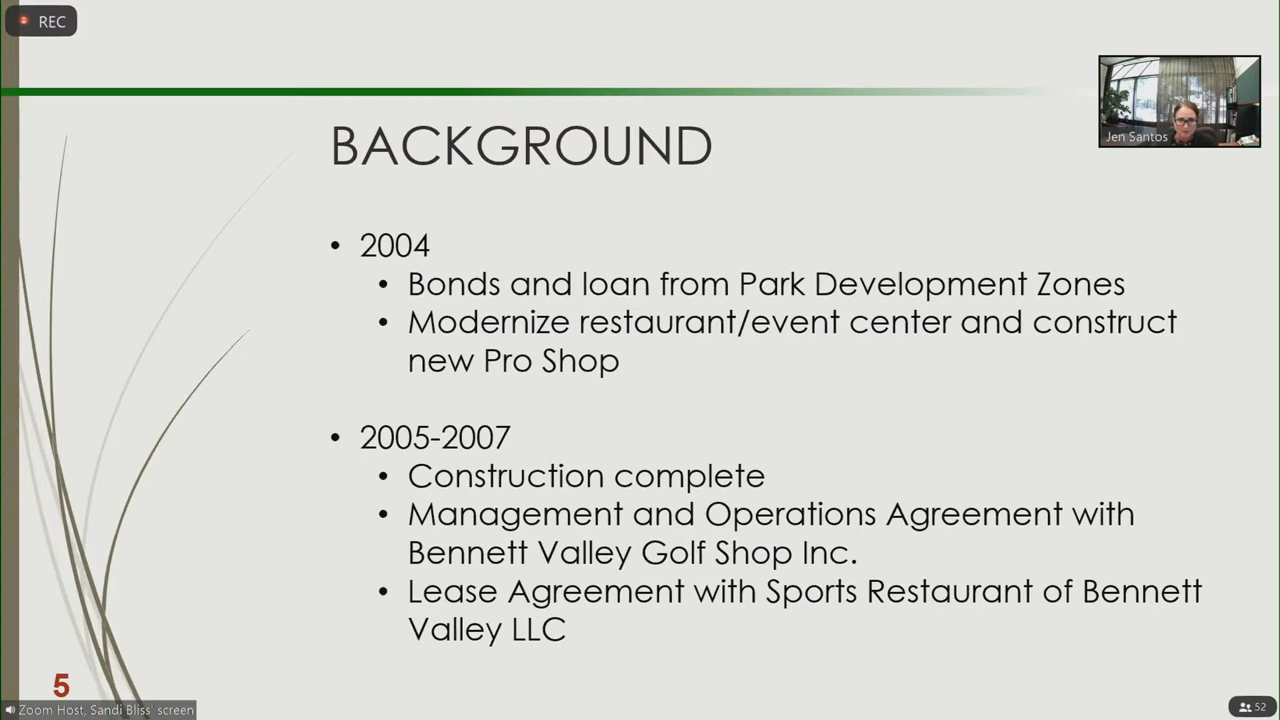 REC
Jen Santos
BACKGROUND
• 2004
• Bonds and loan from Park Development Zones
• Modernize restaurant/event center and construct
new Pro Shop
• 2005-2007
• Construction complete
• Management and Operations Agreement with
Bennett Valley Golf Shop Inc.
• Lease Agreement with Sports Restaurant of Bennett
Valley LLC
5
Zoom Host, Sandi Bliss' screen
52